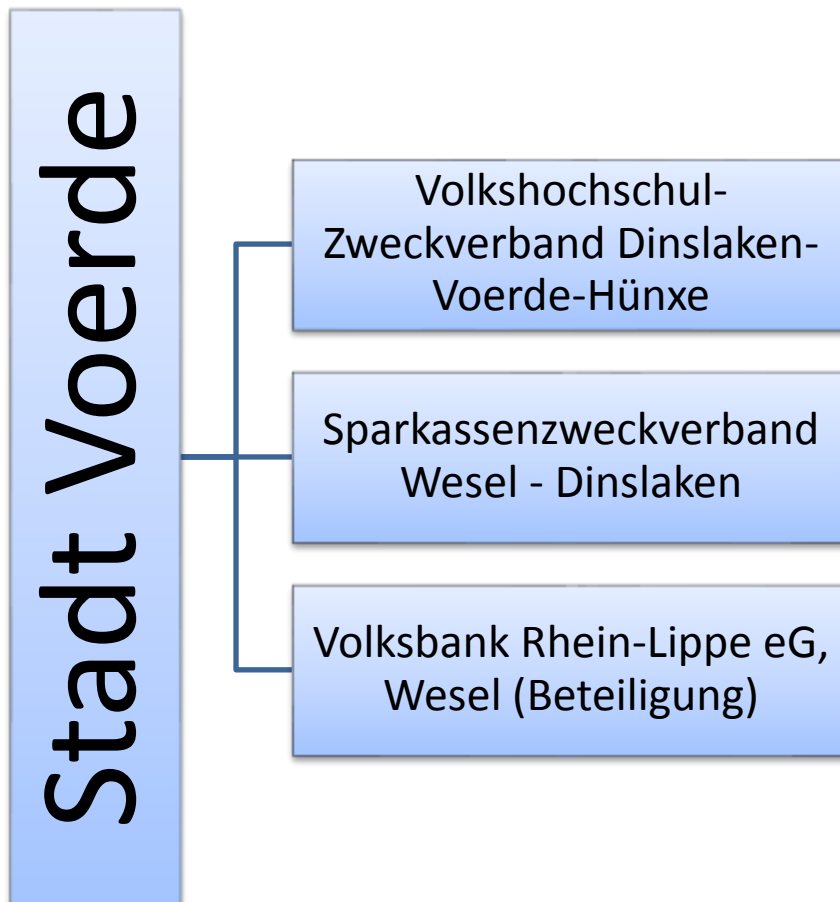 Stadt Voerde
Volkshochschul-
Zweckverband Dinslaken-
Voerde-Hünxe
Sparkassenzweckverband
Wesel - Dinslaken
Volksbank Rhein-Lippe eG,
Wesel (Beteiligung)